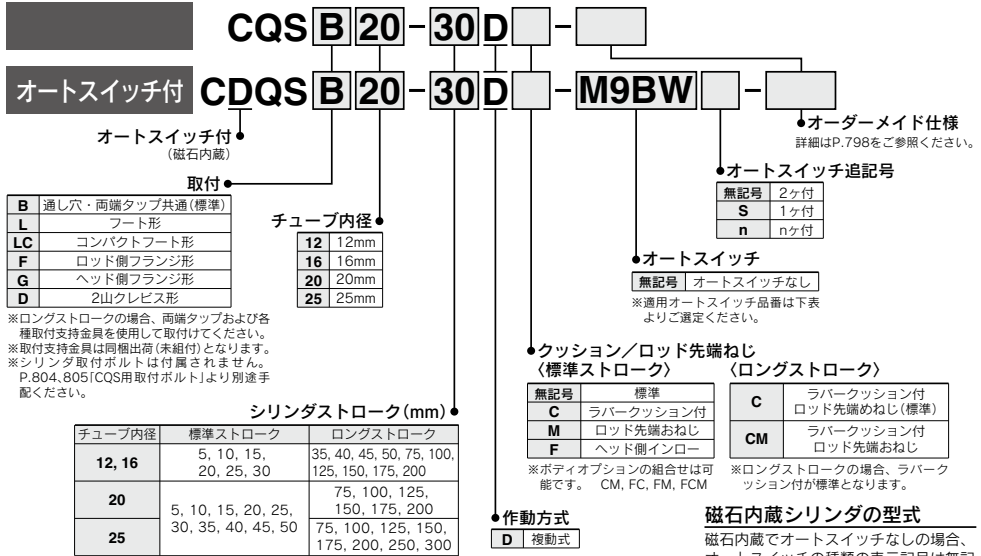 CQS B 20 - 30 D -
オートスイッチ付 CDQS B 20 - 30 D - M9BW -
オートスイッチ付
(磁石内蔵)
取付
B 通し穴・両端タップ共通(標準)
L フート形
LC コンパクトフート形
F ロッド側フランジ形
G ヘッド側フランジ形
D 2山クレビス形
※ロングストロークの場合、両端タップおよび各
種取付支持金具を使用して取付けてください。
※取付支持金具は同梱出荷(未組付)となります。
※シリンダ取付ボルトは付属されません。
P.804、805「CQS用取付ボルト」より別途手
配ください。
チューブ内径
12 12mm
16 16mm
20 20mm
25 25mm
シリンダストローク(mm)
チューブ内径 標準ストローク ロングストローク
12, 16 5, 10, 15, 20, 25, 30 35, 40, 45, 50, 75, 100, 125, 150, 175, 200
20 5, 10, 15, 20, 25, 30, 35, 40, 45, 50 75, 100, 125, 150, 175, 200
25 75, 100, 125, 150, 175, 200, 250, 300
作動方式
D 複動式
クッション/ロッド先端ねじ
〈標準ストローク〉
無記号 標準
C ラバークッション付
M ロッド先端おねじ
F ヘッド側インロー
※ボディオプションの組合せは可
能です。 CM, FC, FM, FCM
〈ロングストローク〉
C ラバークッション付 ロッド先端めねじ(標準)
CM ラバークッション付 ロッド先端おねじ
※ロングストロークの場合、ラバーク
ッション付が標準となります。
オートスイッチ
無記号 オートスイッチなし
※適用オートスイッチ品番は下表
よりご選定ください。
オートスイッチ追記号
無記号 2ヶ付
S 1ヶ付
n nヶ付
オーダーメイド仕様
詳細はP.798をご参照ください。
磁石内蔵シリンダの型式
磁石内蔵でオートスイッチなしの場合、
オートスイッチの種類の表示記号は無記